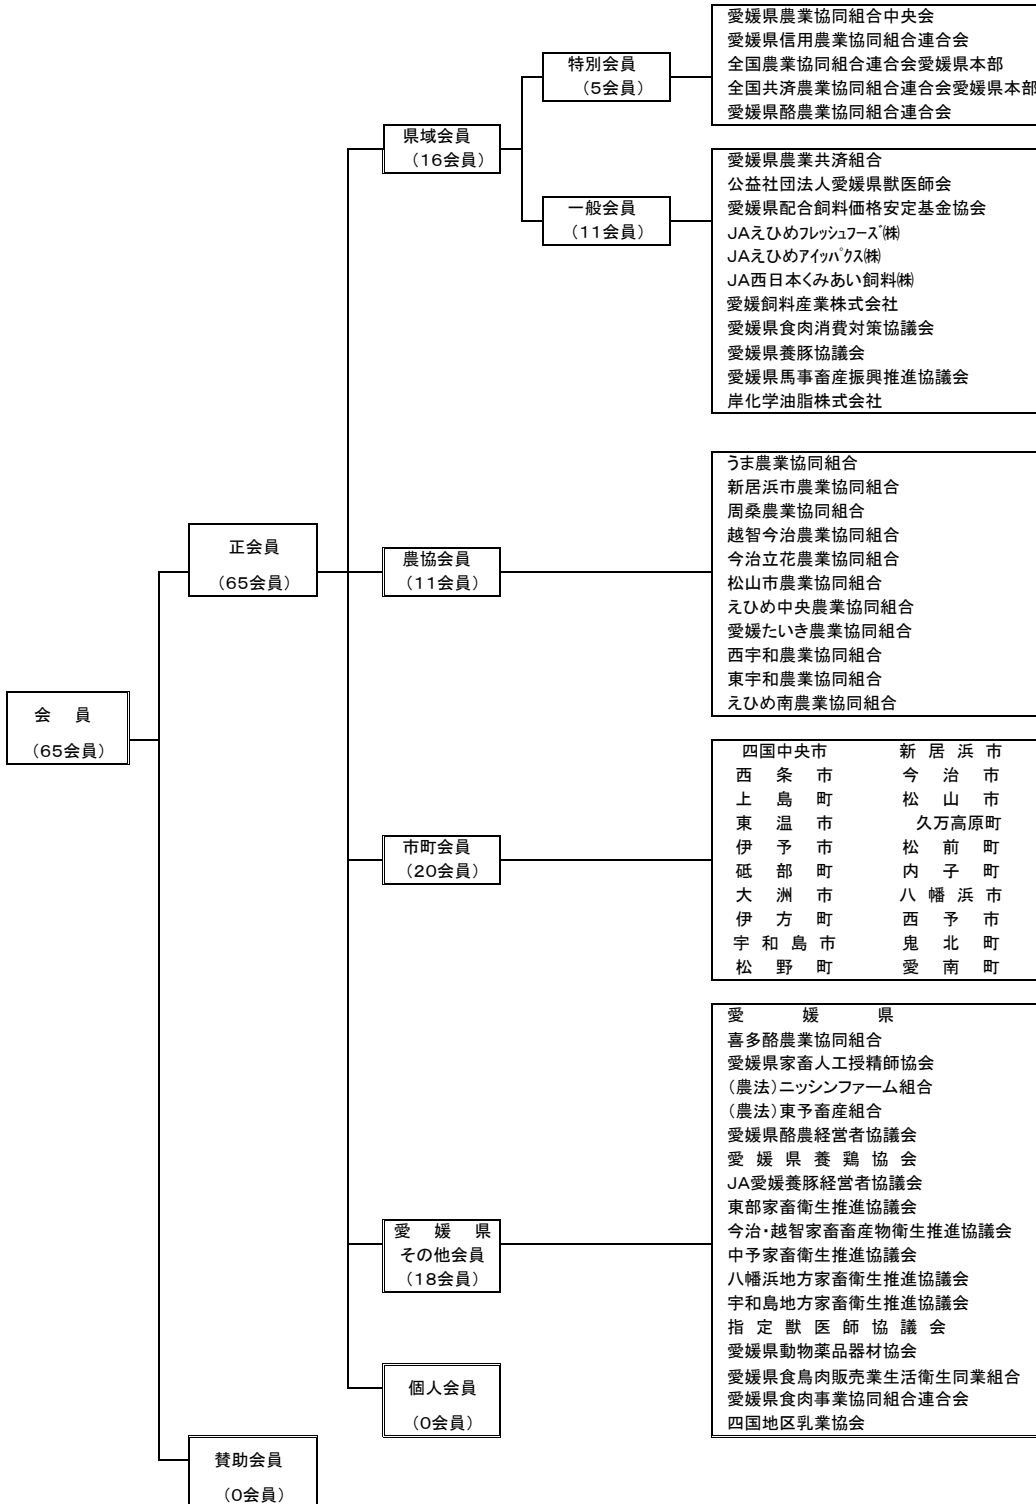 会 員
（65会員）
正会員
（65会員）
県域会員
（16会員）
特別会員
（5会員）
愛媛県農業協同組合中央会
愛媛県信用農業協同組合連合会
全国農業協同組合連合会愛媛県本部
全国共済農業協同組合連合会愛媛県本部
愛媛県酪農業協同組合連合会
一般会員
（11会員）
愛媛県農業共済組合
公益社団法人愛媛県獣医師会
愛媛県配合飼料価格安定基金協会
JAえひめフレッシュフーズ㈱
JAえひめアイッパクス㈱
JA西日本くみあい飼料㈱
愛媛飼料産業株式会社
愛媛県食肉消費対策協議会
愛媛県養豚協議会
愛媛県馬事畜産振興推進協議会
岸化学油脂株式会社
農協会員
（11会員）
うま農業協同組合
新居浜市農業協同組合
周桑農業協同組合
越智今治農業協同組合
今治立花農業協同組合
松山市農業協同組合
えひめ中央農業協同組合
愛媛たいき農業協同組合
西宇和農業協同組合
東宇和農業協同組合
えひめ南農業協同組合
市町会員
（20会員）
四国中央市 新居浜市
西条市 今治市
上島町 松山市
東温市 久万高原町
伊予市 松前町
砥部町 内子町
大洲市 八幡浜市
伊方町 西予市
宇和島市 鬼北町
松野町 愛南町
愛媛県
その他会員
（18会員）
愛媛県
喜多酪農業協同組合
愛媛県家畜人工授精師協会
（農法）ニッシンファーム組合
（農法）東予畜産組合
愛媛県酪農経営者協議会
愛媛県養鶏協会
JA愛媛養豚経営者協議会
東部家畜衛生推進協議会
今治・越智家畜畜産物衛生推進協議会
中予家畜衛生推進協議会
八幡浜地方家畜衛生推進協議会
宇和島地方家畜衛生推進協議会
指定獣医師協議会
愛媛県動物薬品器材協会
愛媛県食鳥肉販売業生活衛生同業組合
愛媛県食肉事業協同組合連合会
四国地区乳業協会
個人会員
（0会員）
賛助会員
（0会員）